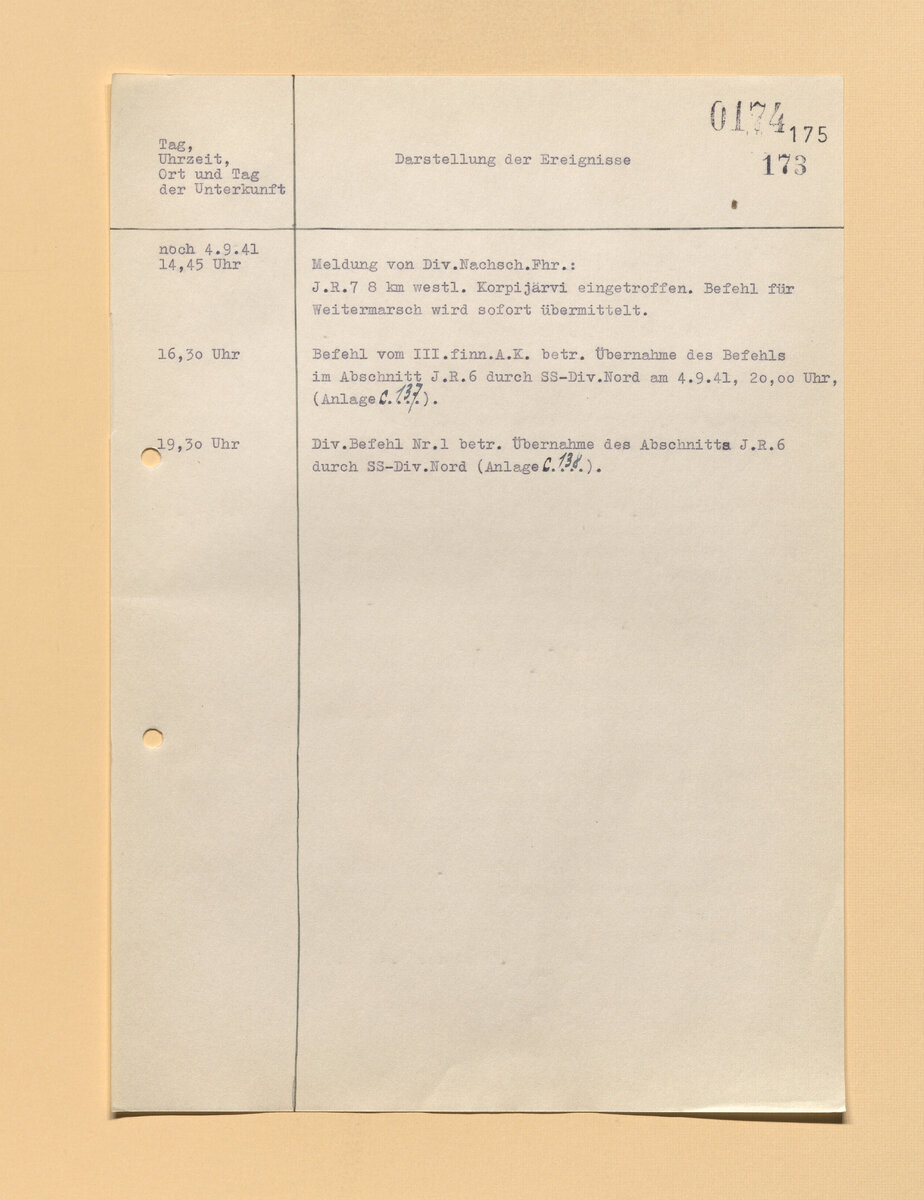 0174
175
173
Tag,
Uhrzeit,
Ort und Tag
der Unterkunft
Darstellung der Ereignisse
noch 4.9.41
14,45 Uhr
Meldung von Div.Nachsch.Fhr.:
J.R.7 8 km westl. Korpijärvi eingetroffen. Befehl für
Weitermarsch wird sofort übermittelt.
16,3o Uhr
Befehl vom III.finn.A.K. betr. Übernahme des Befehls
im Abschnitt J.R.6 durch SS-Div.Nord am 4.9.41, 2o,oo Uhr,
(Anlage C.137.).
19,3o Uhr
Div.Befehl Nr.1 betr. Übernahme des Abschnitts J.R.6
durch SS-Div.Nord (Anlage C.138.).